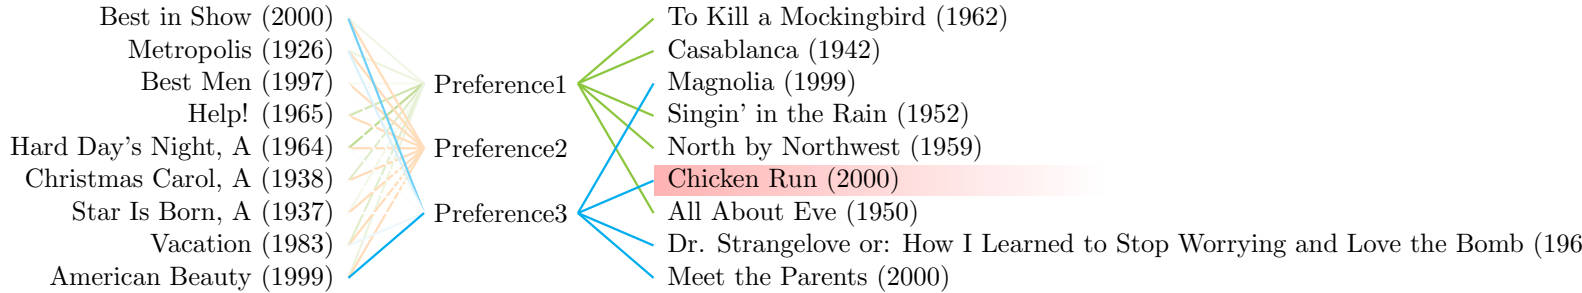 Best in Show (2000)
Metropolis (1926)
Best Men (1997)
Help! (1965)
Hard Day's Night, A (1964)
Christmas Carol, A (1938)
Star Is Born, A (1937)
Vacation (1983)
American Beauty (1999)
Preference1
Preference2
Preference3
To Kill a Mockingbird (1962)
Casablanca (1942)
Magnolia (1999)
Singin' in the Rain (1952)
North by Northwest (1959)
Chicken Run (2000)
All About Eve (1950)
Dr. Strangelove or: How I Learned to Stop Worrying and Love the Bomb (196
Meet the Parents (2000)